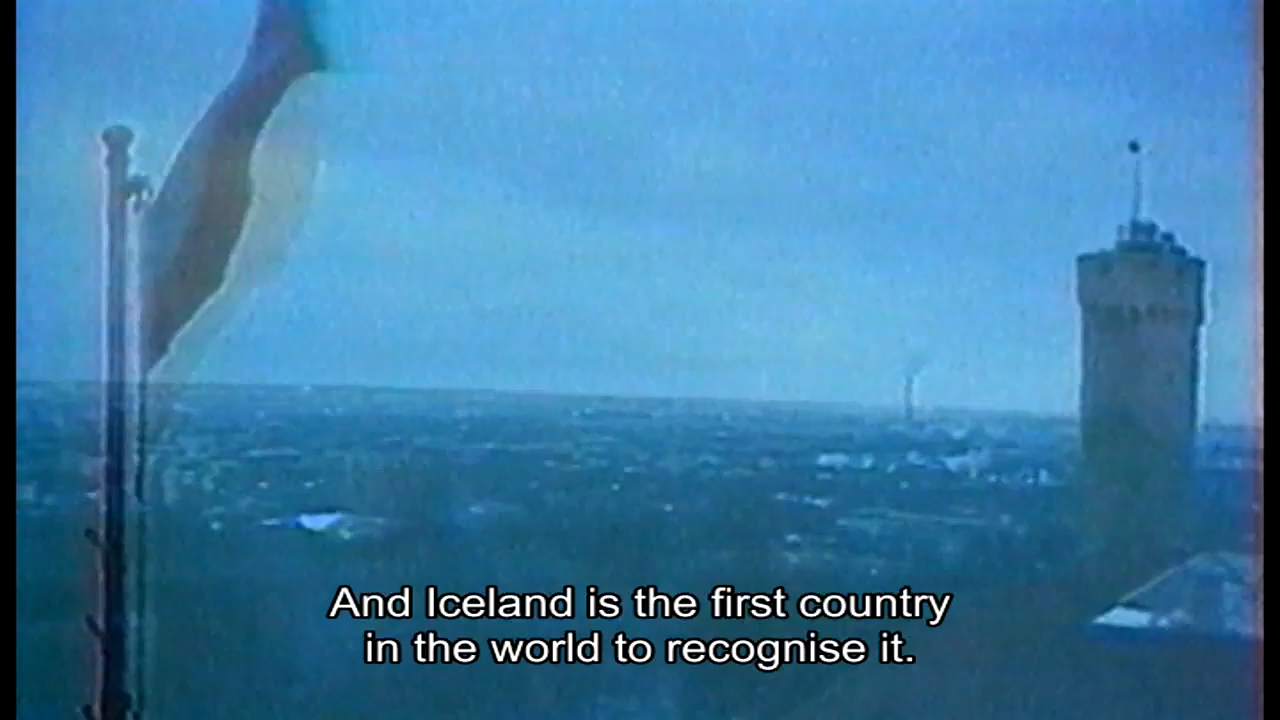 And Iceland is the first country
in the world to recognise it.